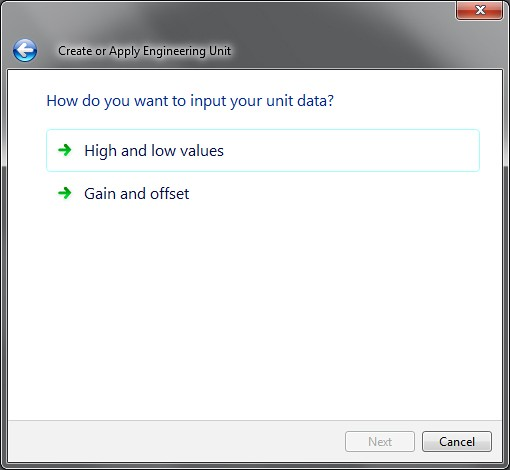 Create or Apply Engineering Unit
How do you want to input your unit data?
High and low values
Gain and offset
Next
Cancel